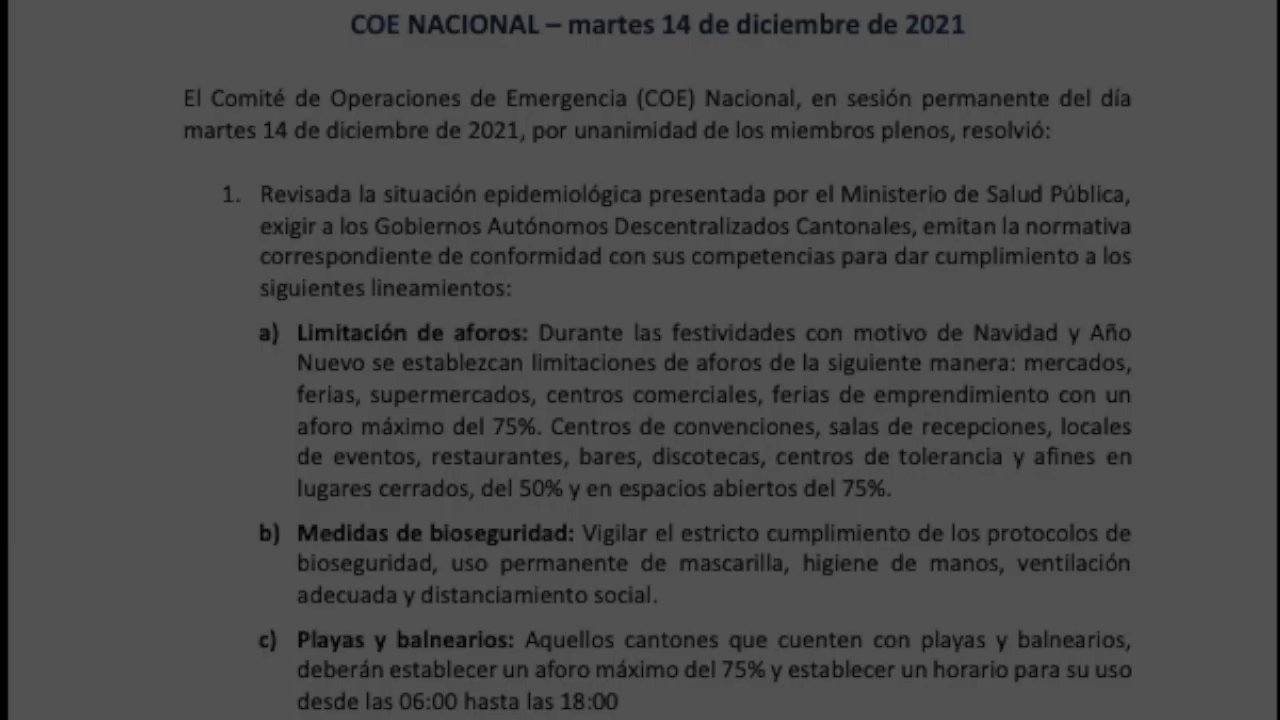 COE NACIONAL – martes 14 de diciembre de 2021
El Comité de Operaciones de Emergencia (COE) Nacional, en sesión permanente del día
martes 14 de diciembre de 2021, por unanimidad de los miembros plenos, resolvió:
1. Revisada la situación epidemiológica presentada por el Ministerio de Salud Pública,
exigir a los Gobiernos Autónomos Descentralizados Cantonales, emitan la normativa
correspondiente de conformidad con sus competencias para dar cumplimiento a los
siguientes lineamientos:
a) Limitación de aforos: Durante las festividades con motivo de Navidad y Año
Nuevo se establezcan limitaciones de aforos de la siguiente manera: mercados,
ferias, supermercados, centros comerciales, ferias de emprendimiento con un
aforo máximo del 75%. Centros de convenciones, salas de recepciones, locales
de eventos, restaurantes, bares, discotecas, centros de tolerancia y afines en
lugares cerrados, del 50% y en espacios abiertos del 75%.
b) Medidas de bioseguridad: Vigilar el estricto cumplimiento de los protocolos de
bioseguridad, uso permanente de mascarilla, higiene de manos, ventilación
adecuada y distanciamiento social.
c) Playas y balnearios: Aquellos cantones que cuenten con playas y balnearios,
deberán establecer un aforo máximo del 75% y establecer un horario para su uso
desde las 06:00 hasta las 18:00